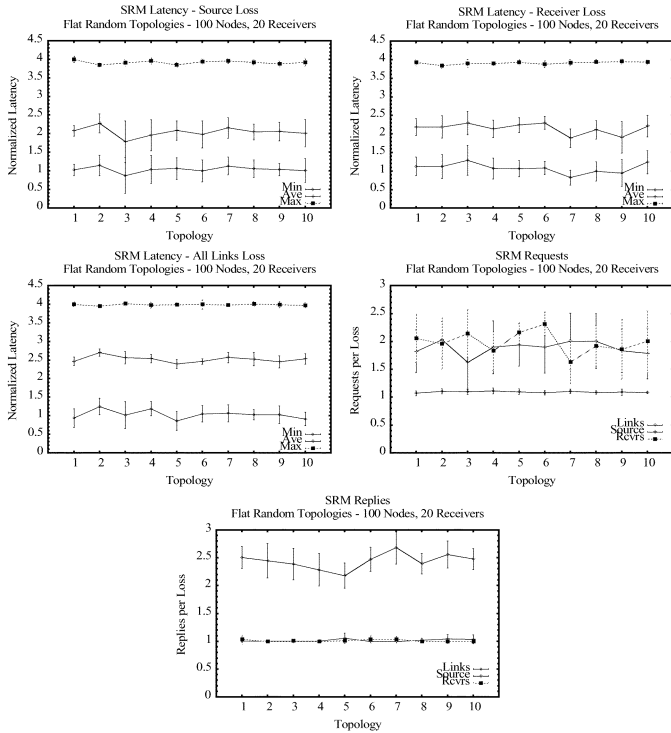 SRM Latency - Source Loss
Flat Random Topologies - 100 Nodes, 20 Receivers
Normalized Latency
4.5
4
3.5
3
2.5
2
1.5
1
0.5
0
Min
Ave
Max
1 2 3 4 5 6 7 8 9 10
Topology
SRM Latency - Receiver Loss
Flat Random Topologies - 100 Nodes, 20 Receivers
Normalized Latency
4.5
4
3.5
3
2.5
2
1.5
1
0.5
0
Min
Ave
Max
1 2 3 4 5 6 7 8 9 10
Topology
SRM Latency - All Links Loss
Flat Random Topologies - 100 Nodes, 20 Receivers
Normalized Latency
4.5
4
3.5
3
2.5
2
1.5
1
0.5
0
Min
Ave
Max
1 2 3 4 5 6 7 8 9 10
Topology
SRM Requests
Flat Random Topologies - 100 Nodes, 20 Receivers
Requests per Loss
3
2.5
2
1.5
1
0.5
0
Links
Source
Rcvrs
1 2 3 4 5 6 7 8 9 10
Topology
SRM Replies
Flat Random Topologies - 100 Nodes, 20 Receivers
Replies per Loss
3
2.5
2
1.5
1
0.5
0
Links
Source
Rcvrs
1 2 3 4 5 6 7 8 9 10
Topology